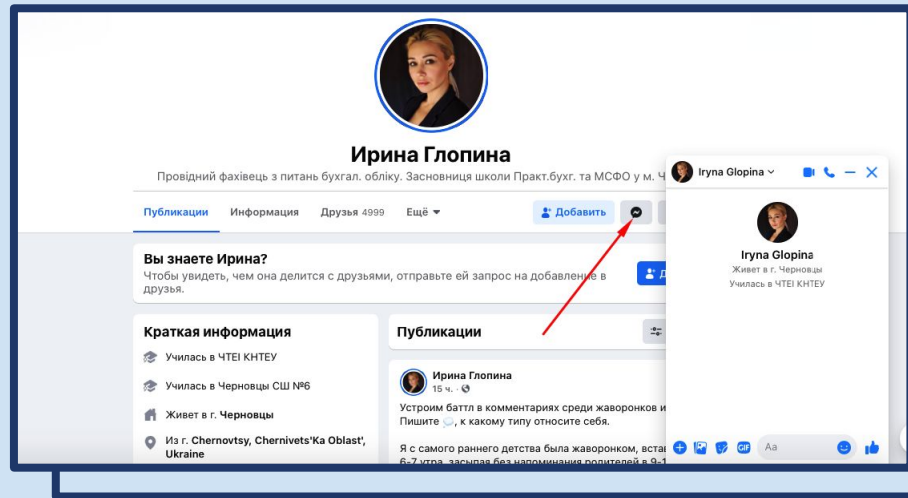 Ирина Глопина
Провідний фахівець з питань бухгал. обліку. Засновниця школи Практ.бухг. та МСФО у м. Ч
Публикации Информация Друзья 4999 Ещё
Добавить
Вы знаете Ирина?
Чтобы увидеть, чем она делится с друзьями, отправьте ей запрос на добавление в
друзья.
Краткая информация
Училась в ЧТЕІ КНТЕУ
Училась в Черновцы СШ №6
Живет в г. Черновцы
Из г. Chernovtsy, Chernivets'Ka Oblast',
Ukraine
Публикации
Ирина Глопина
15 ч. ·
Устроим баттл в комментариях среди жаворонков и
Пишите , к какому типу относите себя.
Я с самого раннего детства была жаворонком, встав
6-7 утра, засыпая без напоминания родителей в 9-1
Iryna Glopina
Iryna Glopina
Живет в г. Черновцы
Училась в ЧТЕІ КНТЕУ
GIF
Aa